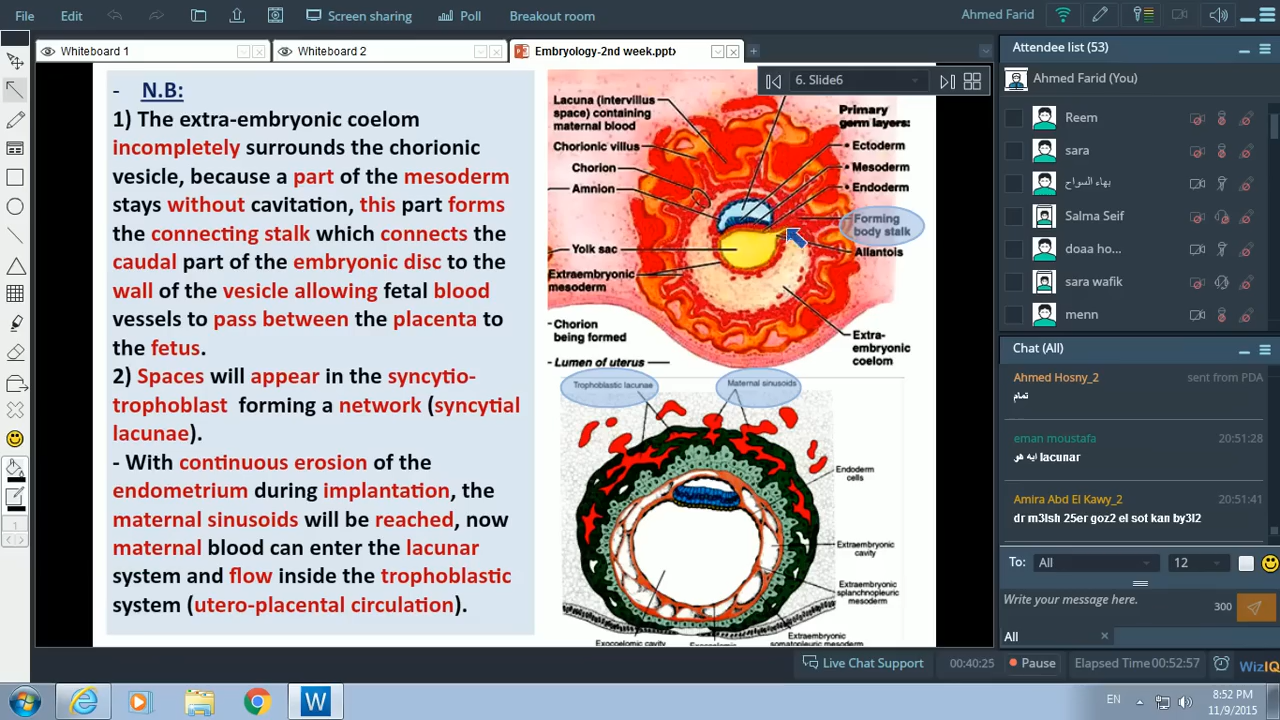 File
Edit
Screen sharing
Poll
Breakout room
Ahmed Farid
Whiteboard 1
Whiteboard 2
Embryology-2nd week.ppt
6. Slide6
- N.B:
1) The extra-embryonic coelom
incompletely surrounds the chorionic
vesicle, because a part of the mesoderm
stays without cavitation, this part forms
the connecting stalk which connects the
caudal part of the embryonic disc to the
wall of the vesicle allowing fetal blood
vessels to pass between the placenta to
the fetus.
2) Spaces will appear in the syncytio-
trophoblast forming a network (syncytial
lacunae).
- With continuous erosion of the
endometrium during implantation, the
maternal sinusoids will be reached, now
maternal blood can enter the lacunar
system and flow inside the trophoblastic
system (utero-placental circulation).
Lacuna (intervillus
space) containing
maternal blood
Chorionic villus
Chorion
Amnion
Yolk sac
Extraembryonic
mesoderm
Chorion
being formed
Lumen of uterus
Primary
germ layers:
Ectoderm
Mesoderm
Endoderm
Forming
body stalk
Allantois
Extra-
embryonic
coelom
Trophoblastic lacunae
Maternal sinusoids
Endoderm
cells
Extraembryonic
cavity
Extraembryonic
splanchnopleuric
mesoderm
Extraembryonic
somatopleuric mesoderm
Exocoelomic cavity
Attendee list (53)
Ahmed Farid (You)
Reem
sara
بهاء السراح
Salma Seif
doaa ho...
sara wafik
menn
Chat (All)
Ahmed Hosny_2 sent from PDA
تمام
eman moustafa 20:51:28
ايه هو lacunar
Amira Abd El Kawy_2 20:51:41
dr m3lsh 25er goz2 el sot kan by3l2
To: All 12
Write your message here. 300
All
Live Chat Support 00:40:25 Pause Elapsed Time 00:52:57 WizIQ
EN 8:52 PM
11/9/2015